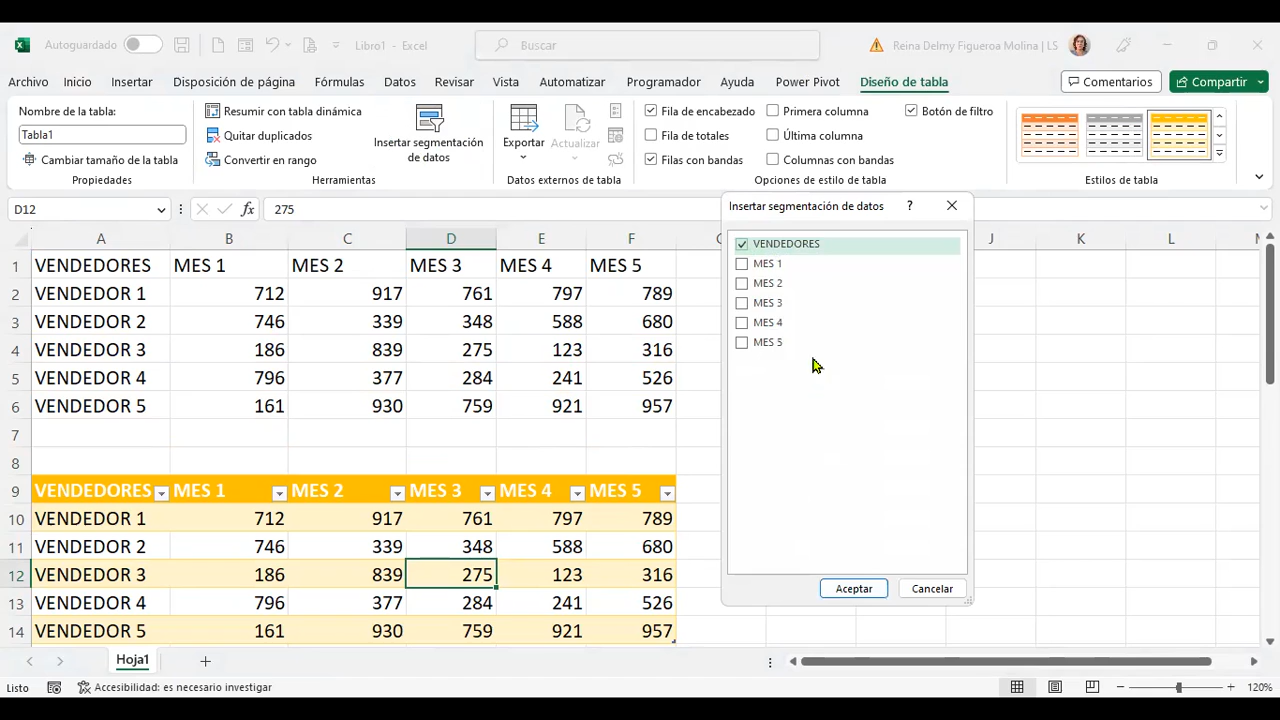 Autoguardado Libro1 - Excel Buscar Reina Delmy Figueroa Molina | LS
Archivo Inicio Insertar Disposición de página Fórmulas Datos Revisar Vista Automatizar Programador Ayuda Power Pivot Diseño de tabla Comentarios Compartir
Nombre de la tabla:
Tabla1
Cambiar tamaño de la tabla
Propiedades
Resumir con tabla dinámica
Quitar duplicados
Convertir en rango
Insertar segmentación
de datos
Herramientas
Exportar
Actualizar
Datos externos de tabla
Fila de encabezado
Fila de totales
Filas con bandas
Primera columna
Última columna
Columnas con bandas
Botón de filtro
Opciones de estilo de tabla
Estilos de tabla
D12 fx 275
A B C D E F J K L
1 VENDEDORES MES 1 MES 2 MES 3 MES 4 MES 5
2 VENDEDOR 1 712 917 761 797 789
3 VENDEDOR 2 746 339 348 588 680
4 VENDEDOR 3 186 839 275 123 316
5 VENDEDOR 4 796 377 284 241 526
6 VENDEDOR 5 161 930 759 921 957
7
8
9 VENDEDORES MES 1 MES 2 MES 3 MES 4 MES 5
10 VENDEDOR 1 712 917 761 797 789
11 VENDEDOR 2 746 339 348 588 680
12 VENDEDOR 3 186 839 275 123 316
13 VENDEDOR 4 796 377 284 241 526
14 VENDEDOR 5 161 930 759 921 957
Insertar segmentación de datos ?
VENDEDORES
MES 1
MES 2
MES 3
MES 4
MES 5
Aceptar Cancelar
Hoja1
Listo Accesibilidad: es necesario investigar 120%